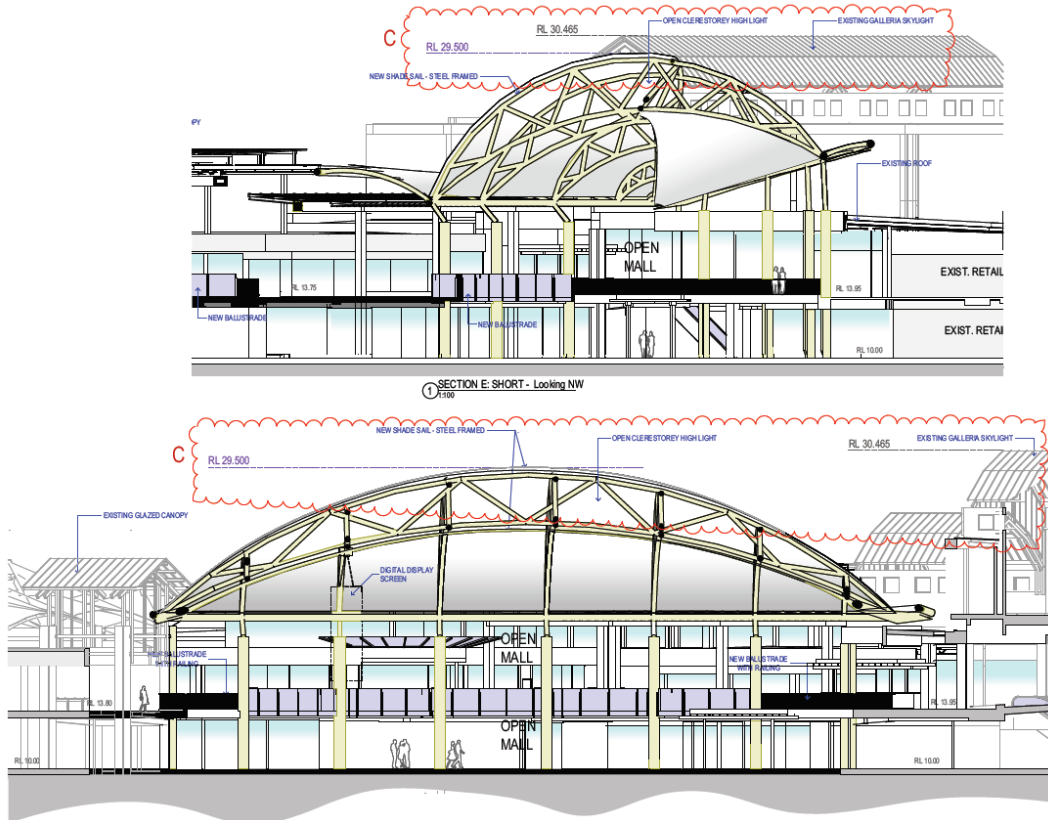 OPEN CLERESTOREY HIGH LIGHT
EXISTING GALLERIA SKYLIGHT
C
RL 30.465
RL 29.500
NEW SHADE SAIL - STEEL FRAMED
EXISTING ROOF
OPEN
MALL
EXIST. RETAIL
RL 13.75
RL 13.95
NEW BALUSTRADE
NEW BALUSTRADE
EXIST. RETAI
RL 10.00
1
SECTION E: SHORT - Looking NW
1:100
NEW SHADE SAIL - STEEL FRAMED
OPEN CLERESTOREY HIGH LIGHT
RL 30.465
EXISTING GALLERIA SKYLIGHT
C
RL 29.500
EXISTING GLAZED CANOPY
DIGITAL DISPLAY
SCREEN
OPEN
MALL
NEW BALUSTRADE
WITH RAILING
NEW BALUSTRADE
WITH RAILING
RL 13.80
RL 13.95
OPEN
MALL
RL 10.00
RL 10.00